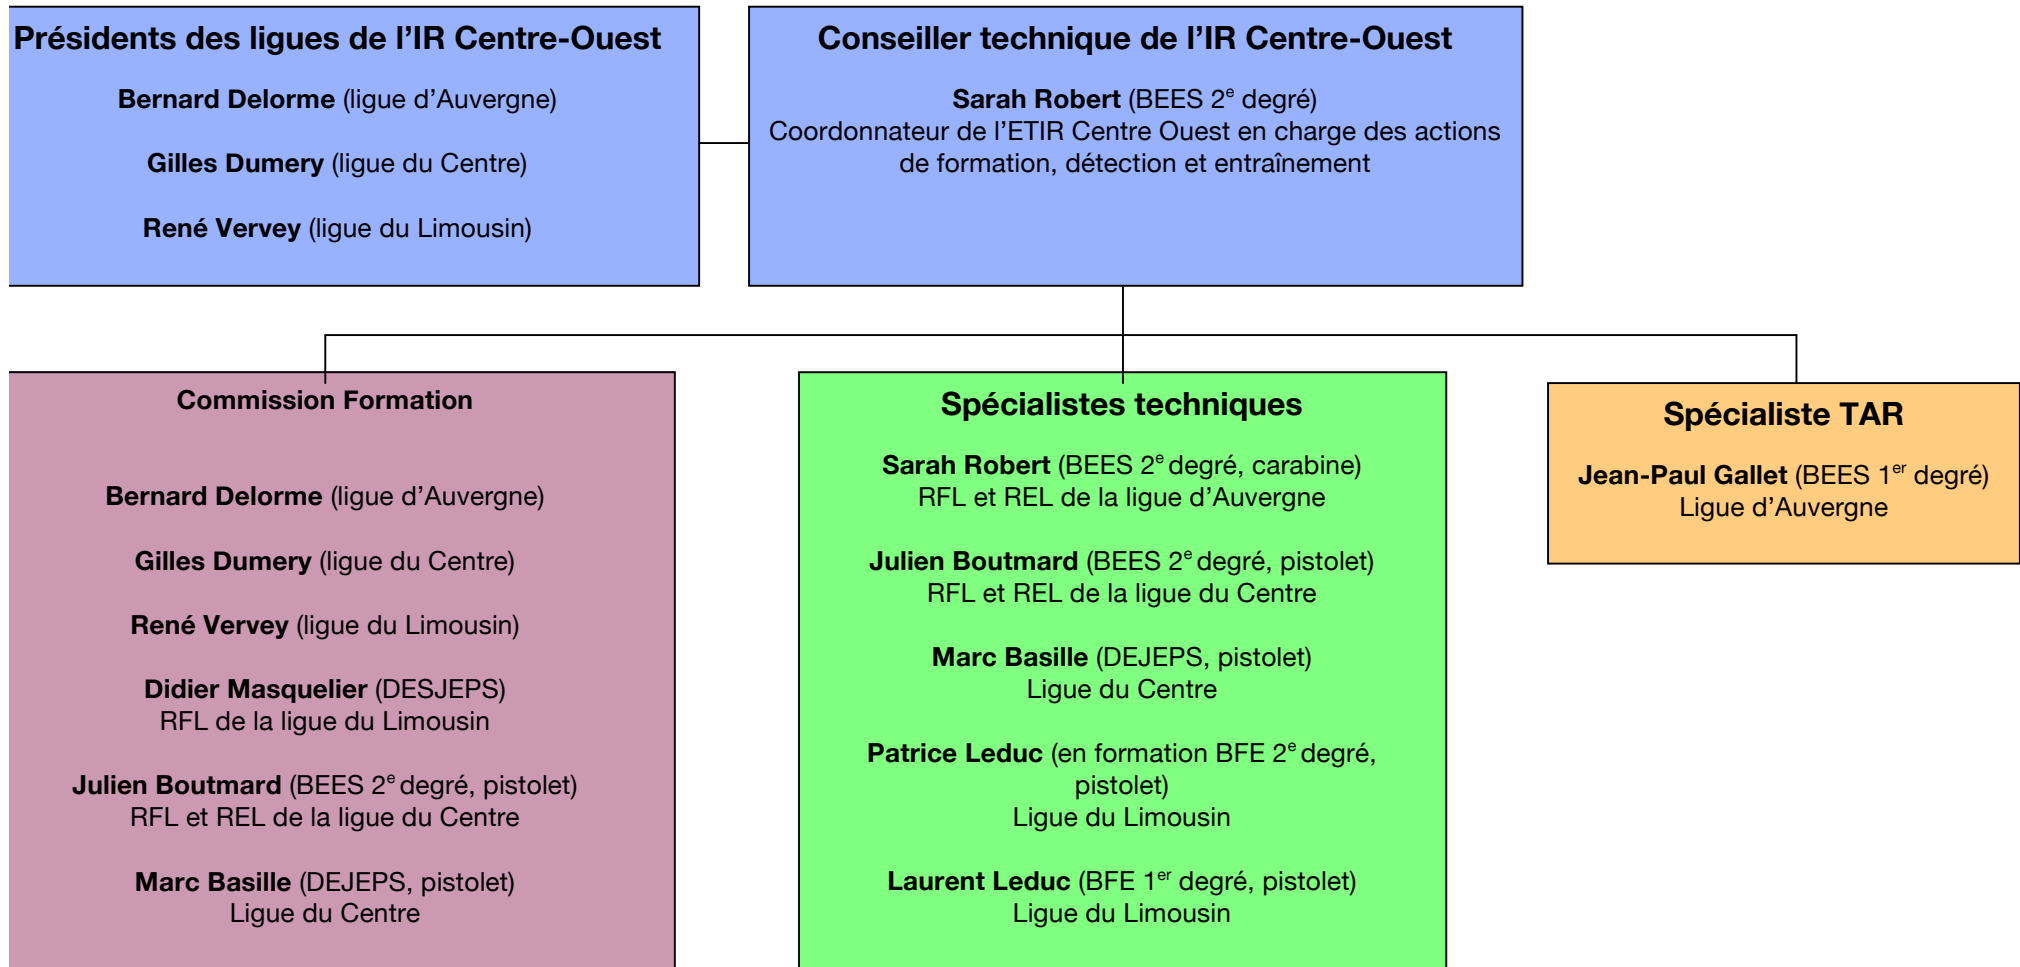 Présidents des ligues de l’IR Centre-Ouest
Bernard Delorme (ligue d’Auvergne)
Gilles Dumery (ligue du Centre)
René Vervey (ligue du Limousin)
Conseiller technique de l’IR Centre-Ouest
Sarah Robert (BEES 2e degré)
Coordonnateur de l’ETIR Centre Ouest en charge des actions
de formation, détection et entraînement
Commission Formation
Bernard Delorme (ligue d’Auvergne)
Gilles Dumery (ligue du Centre)
René Vervey (ligue du Limousin)
Didier Masquelier (DESJEPS)
RFL de la ligue du Limousin
Julien Boutmard (BEES 2e degré, pistolet)
RFL et REL de la ligue du Centre
Marc Basille (DEJEPS, pistolet)
Ligue du Centre
Spécialistes techniques
Sarah Robert (BEES 2e degré, carabine)
RFL et REL de la ligue d’Auvergne
Julien Boutmard (BEES 2e degré, pistolet)
RFL et REL de la ligue du Centre
Marc Basille (DEJEPS, pistolet)
Ligue du Centre
Patrice Leduc (en formation BFE 2e degré,
pistolet)
Ligue du Limousin
Laurent Leduc (BFE 1er degré, pistolet)
Ligue du Limousin
Spécialiste TAR
Jean-Paul Gallet (BEES 1er degré)
Ligue d’Auvergne